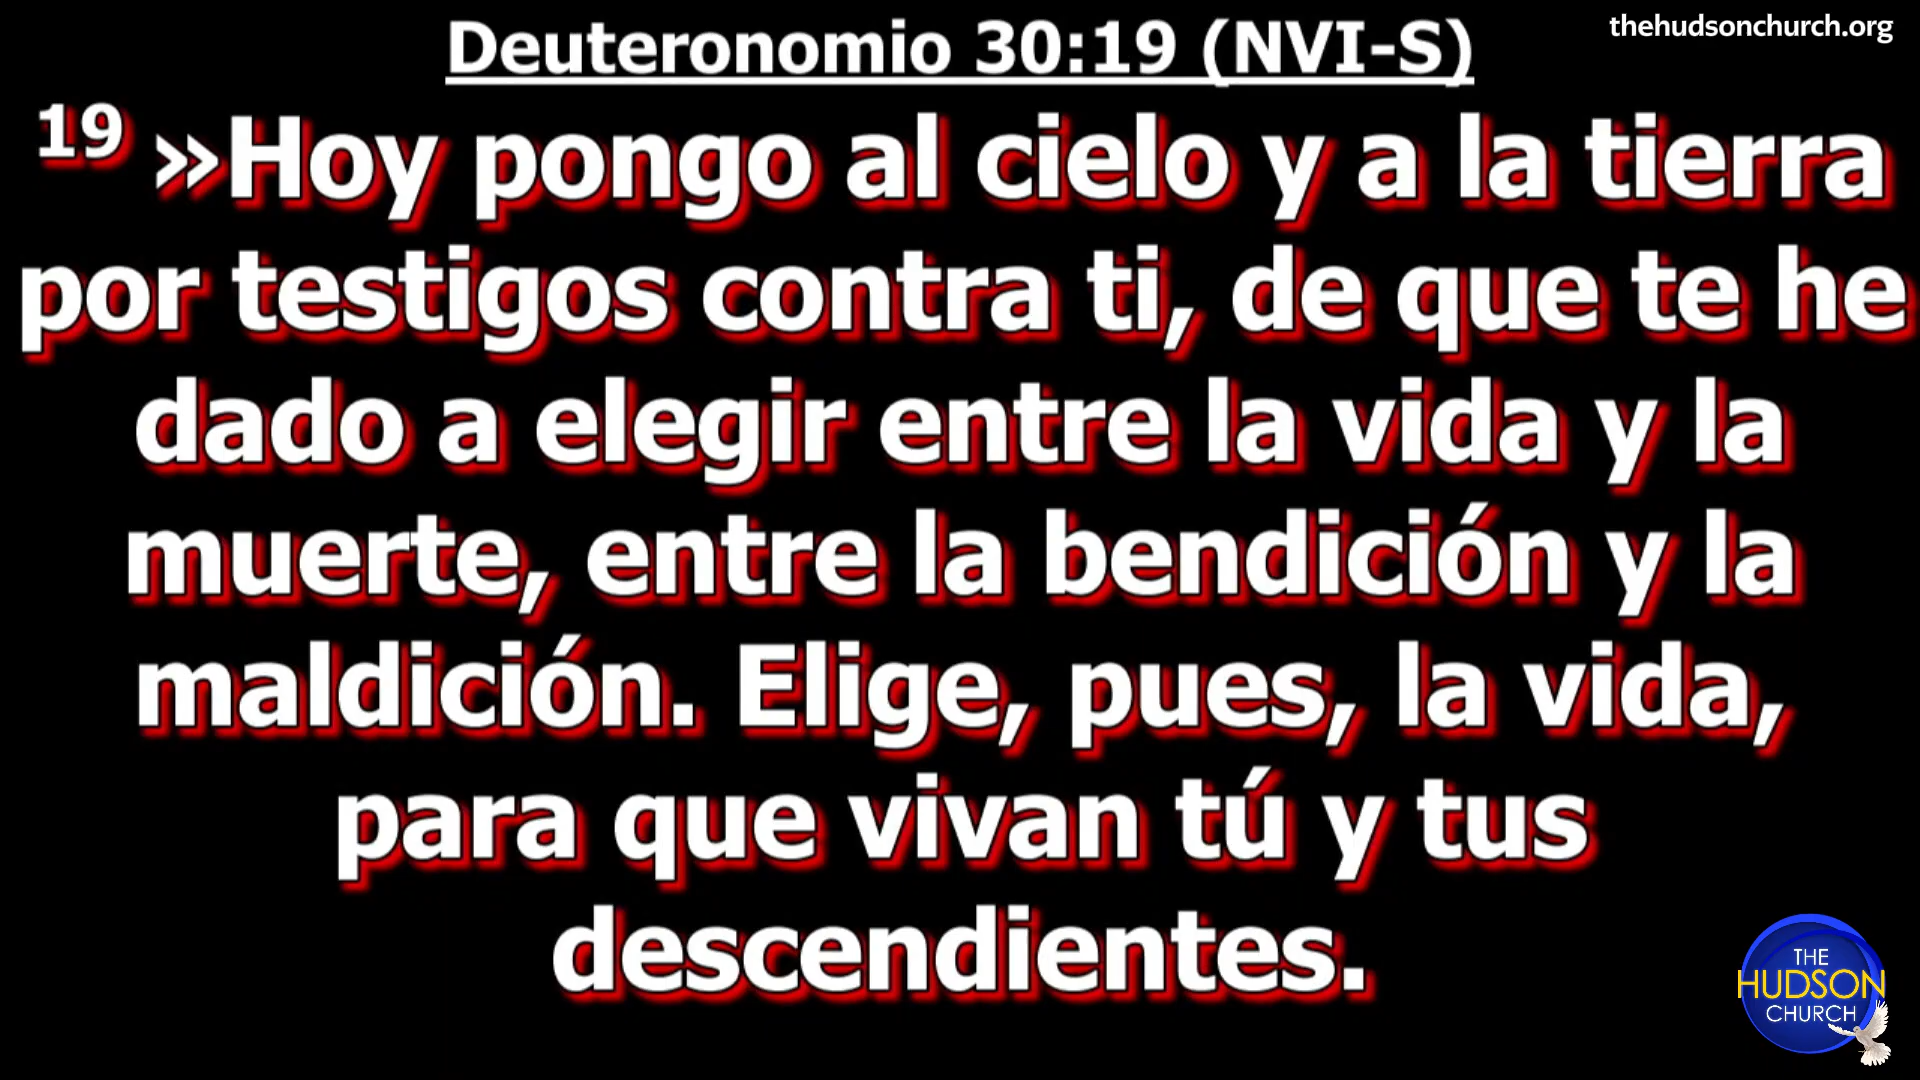 Deuteronomio 30:19 (NVI-S)
thehudsonchurch.org
19 »Hoy pongo al cielo y a la tierra
por testigos contra ti, de que te he
dado a elegir entre la vida y la
muerte, entre la bendición y la
maldición. Elige, pues, la vida,
para que vivan tú y tus
descendientes.
THE
HUDSON
CHURCH